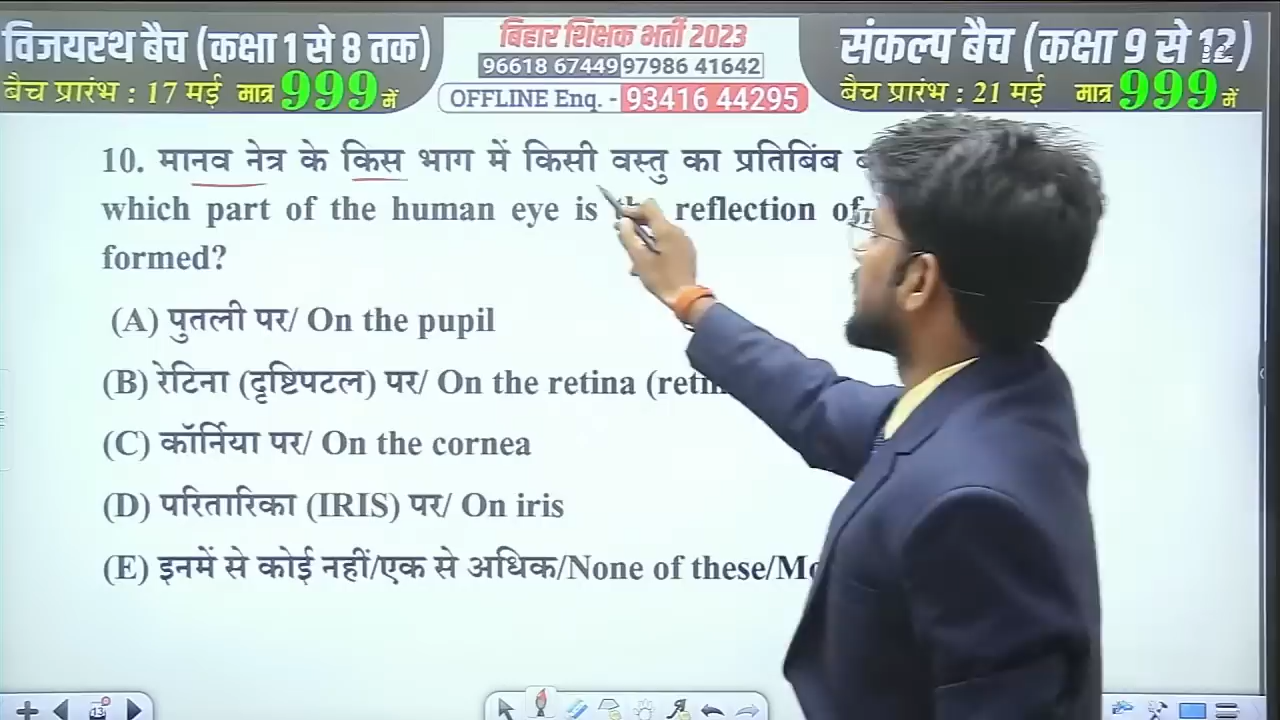 विजयरथ बैच (कक्षा 1 से 8 तक)
बैच प्रारंभ : 17 मई मात्र 999 में
बिहार शिक्षक भर्ती 2023
96618 67449 97986 41642
OFFLINE Enq. - 93416 44295
संकल्प बैच (कक्षा 9 से 12)
बैच प्रारंभ : 21 मई मात्र 999 में
10. मानव नेत्र के किस भाग में किसी वस्तु का प्रतिबिंब
which part of the human eye is reflection of
formed?
(A) पुतली पर/ On the pupil
(B) रेटिना (दृष्टिपटल) पर/ On the retina
(C) कॉर्निया पर/ On the cornea
(D) परितारिका (IRIS) पर/ On iris
(E) इनमें से कोई नहीं/एक से अधिक/None of these/
13